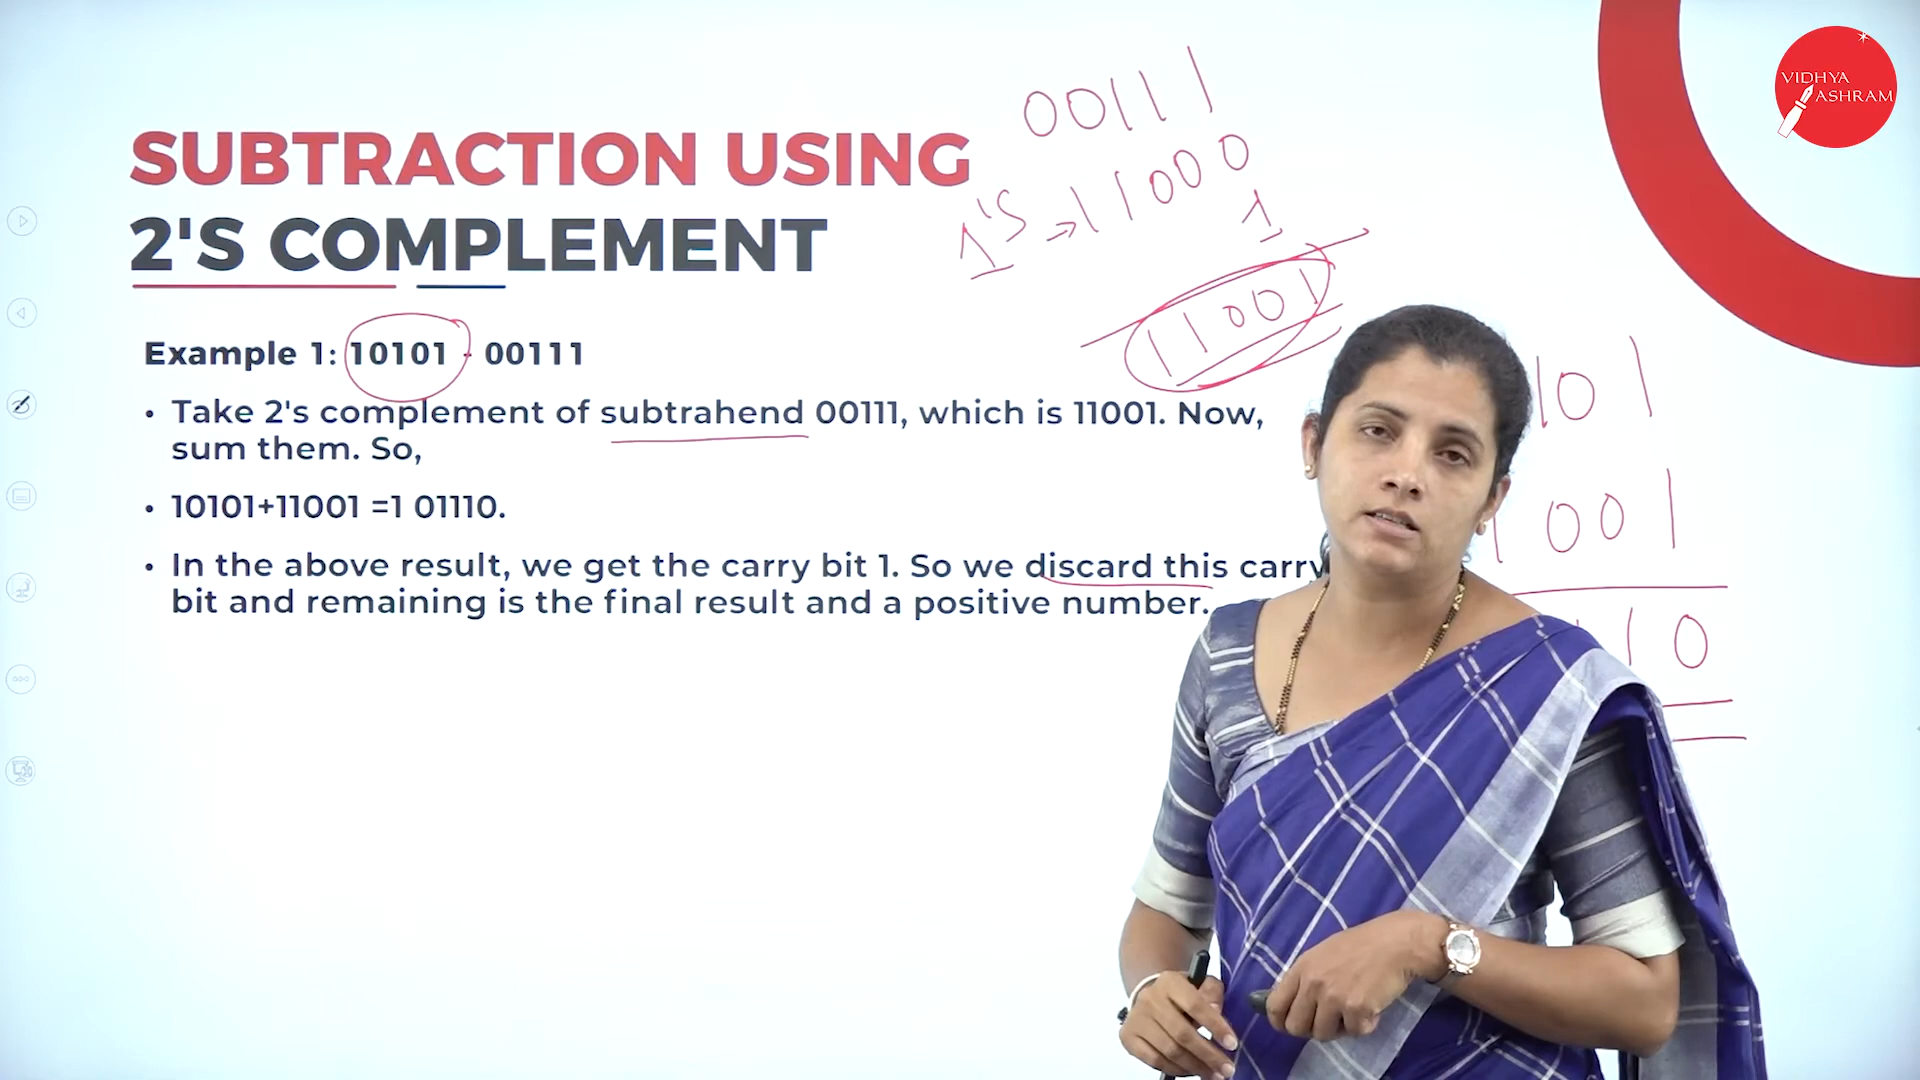 VIDHYA
ASHRAM
SUBTRACTION USING
2'S COMPLEMENT
00111
1'S → 11000
1
11001
Example 1: 10101 - 00111
• Take 2's complement of subtrahend 00111, which is 11001. Now,
sum them. So,
• 10101+11001 =1 01110.
• In the above result, we get the carry bit 1. So we discard this carry
bit and remaining is the final result and a positive number.
101
1001
10